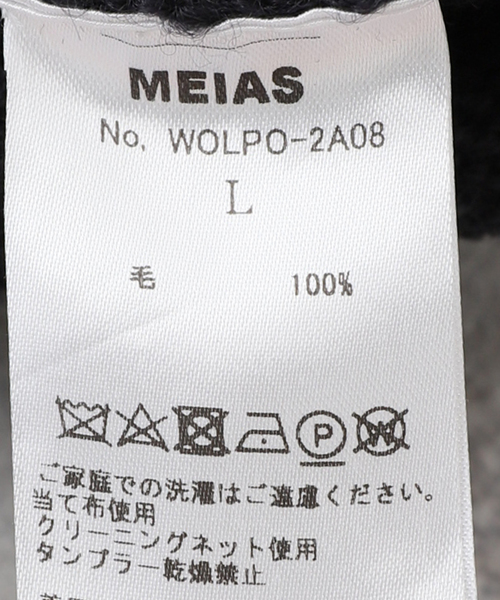 MEIAS
No. WOLPO-2A08
L
毛 100%
P W
ご家庭での洗濯はご遠慮ください。
当て布使用
クリーニングネット使用
タンブラー乾燥禁止